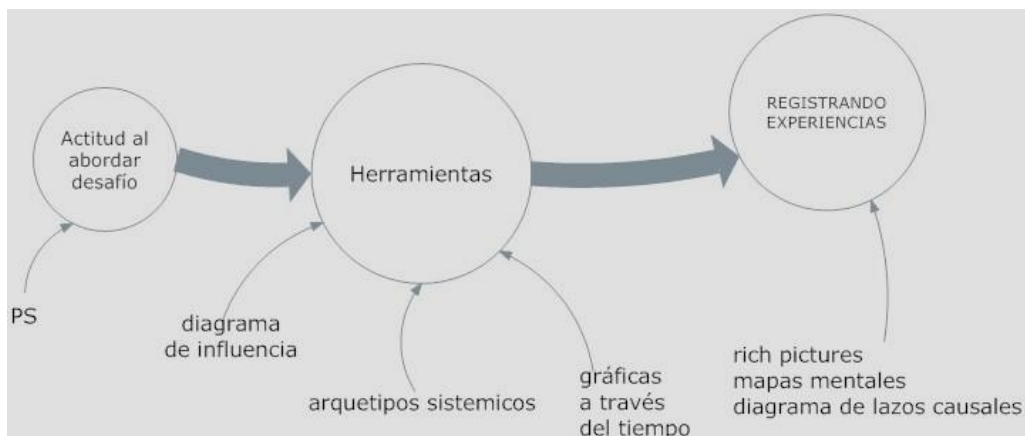 Actitud al
abordar
desafío
Herramientas
REGISTRANDO
EXPERIENCIAS
PS
diagrama
de influencia
arquetipos sistemicos
gráficas
a través
del tiempo
rich pictures
mapas mentales
diagrama de lazos causales